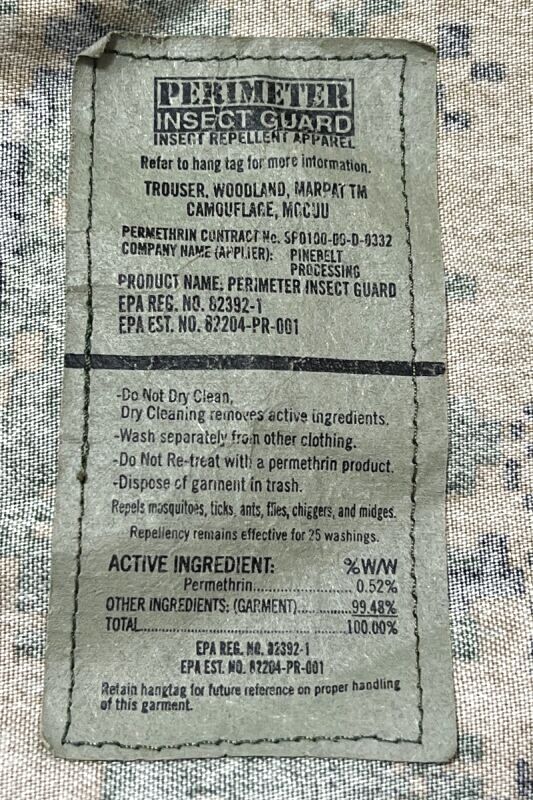 PERIMETER
INSECT GUARD
INSECT REPELLENT APPAREL
Refer to hang tag for more information.
TROUSER, WOODLAND, MARPAT TM
CAMOUFLAGE, MCCUU
PERMETHRIN CONTRACT No. SP0100-05-D-0332
COMPANY NAME (APPLIER): PINEBELT
PROCESSING
PRODUCT NAME: PERIMETER INSECT GUARD
EPA REG. NO. 82392-1
EPA EST. NO. 82204-PR-001
-Do Not Dry Clean,
Dry Cleaning removes active ingredients.
-Wash separately from other clothing.
-Do Not Re-treat with a permethrin product.
-Dispose of garment in trash.
Repels mosquitoes, ticks, ants, flies, chiggers, and midges.
Repellency remains effective for 25 washings.
ACTIVE INGREDIENT: %W/W
Permethrin........................ 0.52%
OTHER INGREDIENTS: (GARMENT)..............99.48%
TOTAL................................................100.00%
EPA REG. NO. 82392-1
EPA EST. NO. 82204-PR-001
Retain hangtag for future reference on proper handling
of this garment.